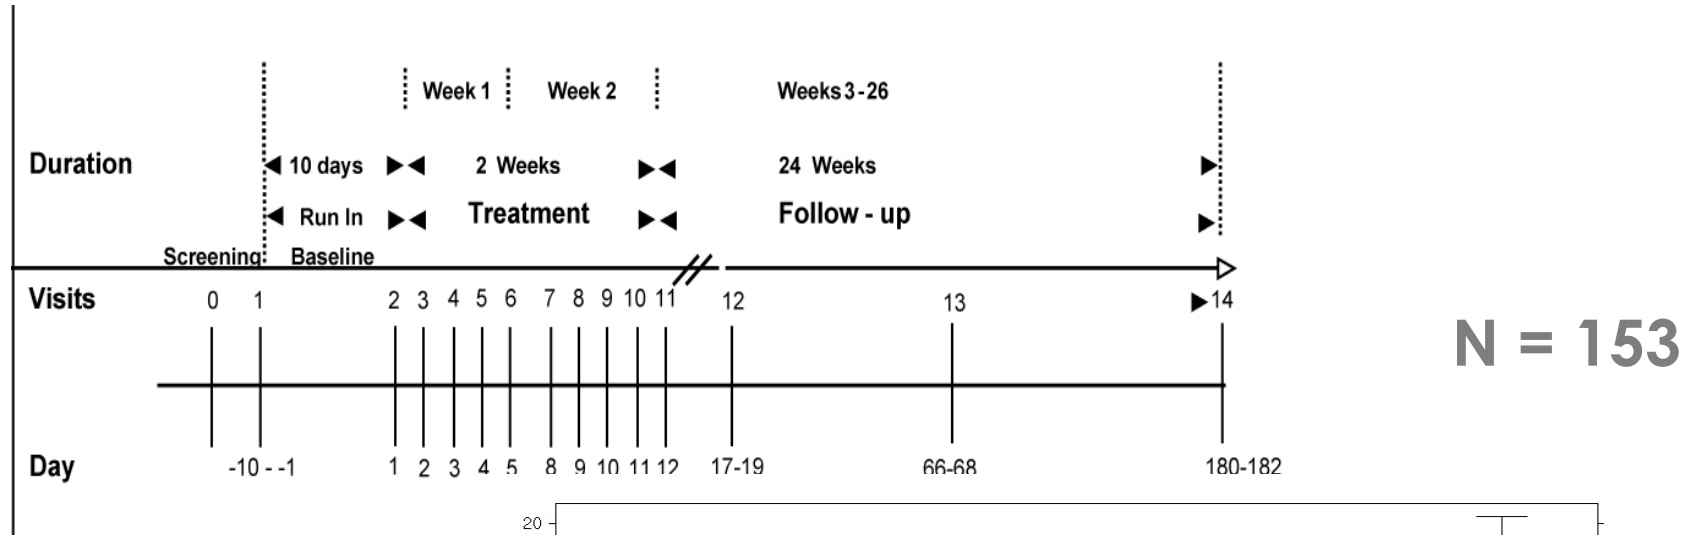 Week 1 Week 2 Weeks 3 - 26
Duration 10 days 2 Weeks 24 Weeks
Run In Treatment Follow - up
Screening Baseline
Visits 0 1 2 3 4 5 6 7 8 9 10 11 12 13 14
N = 153
Day -10 - -1 1 2 3 4 5 8 9 10 11 12 17-19 66-68 180-182
20